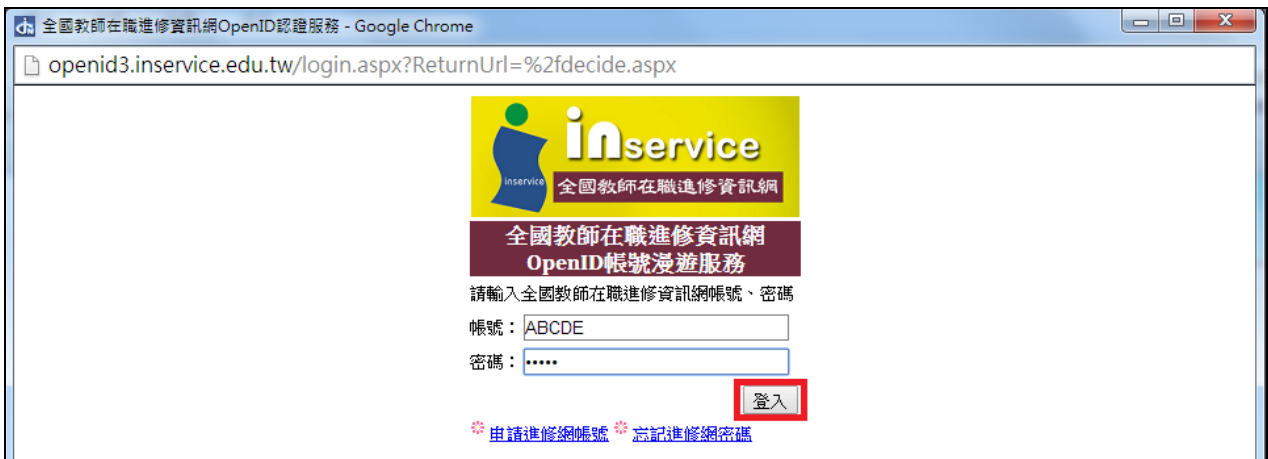 全國教師在職進修資訊網OpenID認證服務 - Google Chrome
openid3.inservice.edu.tw/login.aspx?ReturnUrl=%2fdecide.aspx
inservice
inservice
全國教師在職進修資訊網
全國教師在職進修資訊網
OpenID帳號漫遊服務
請輸入全國教師在職進修資訊網帳號、密碼
帳號：ABCDE
密碼：•••••
登入
申請進修網帳號 忘記進修網密碼